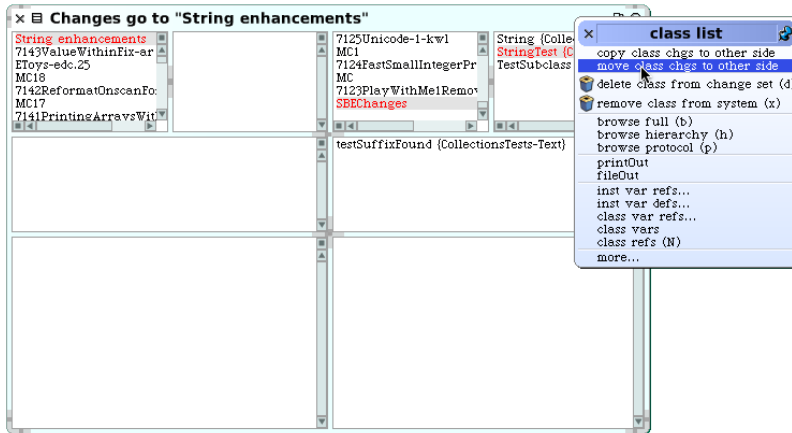 Changes go to "String enhancements"
String enhancements
7143ValueWithinFix-ar
EToys-edc.25
MC18
7142ReformatOnscanFo
MC17
7141PrintingArraysWit
7125Unicode-1-kwl
MC1
7124FastSmallIntegerPr
MC
7123PlayWithMe1Remov
SBEChanges
String {Colle
StringTest {C
TestSubclass
testSuffixFound {CollectionsTests-Text}
class list
copy class chgs to other side
move class chgs to other side
delete class from change set (d
remove class from system (x)
browse full (b)
browse hierarchy (h)
browse protocol (p)
printOut
fileOut
inst var refs...
inst var defs...
class var refs...
class vars
class refs (N)
more...